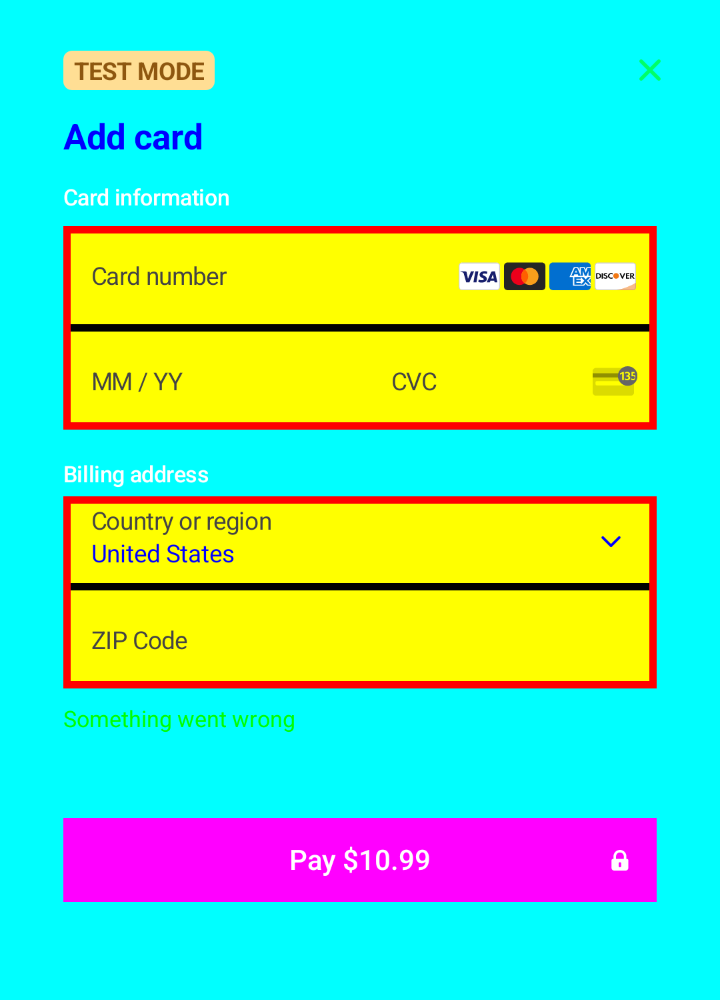 TEST MODE
Add card
Card information
Card number VISA AM EX DISCOVER
MM / YY CVC 135
Billing address
Country or region
United States
ZIP Code
Something went wrong
Pay $10.99